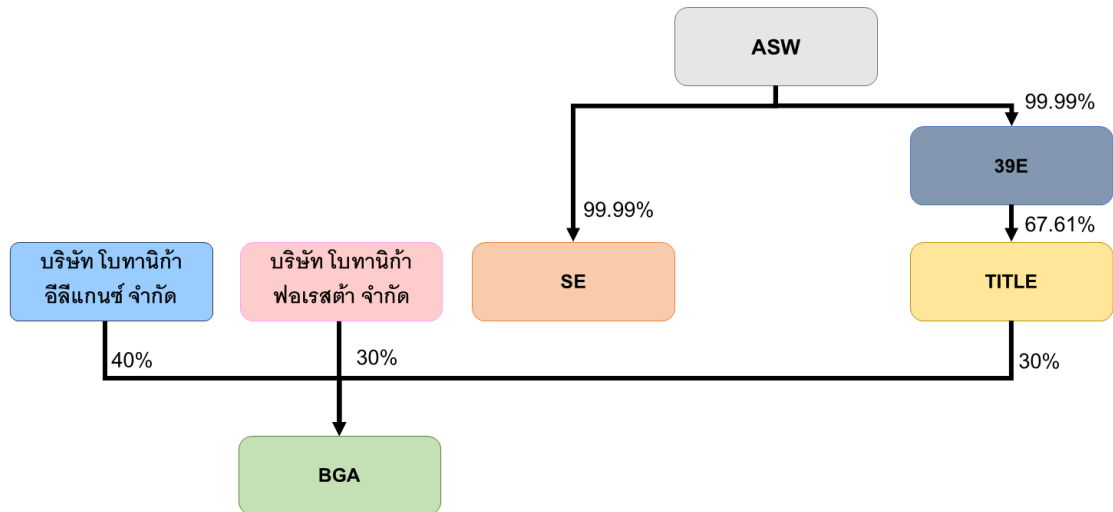 ASW
99.99%
39E
99.99%
67.61%
บริษัท โบทานิก้า
อีลีแกนซ์ จำกัด
บริษัท โบทานิก้า
ฟอเรสต้า จำกัด
SE
TITLE
40%
30%
30%
BGA